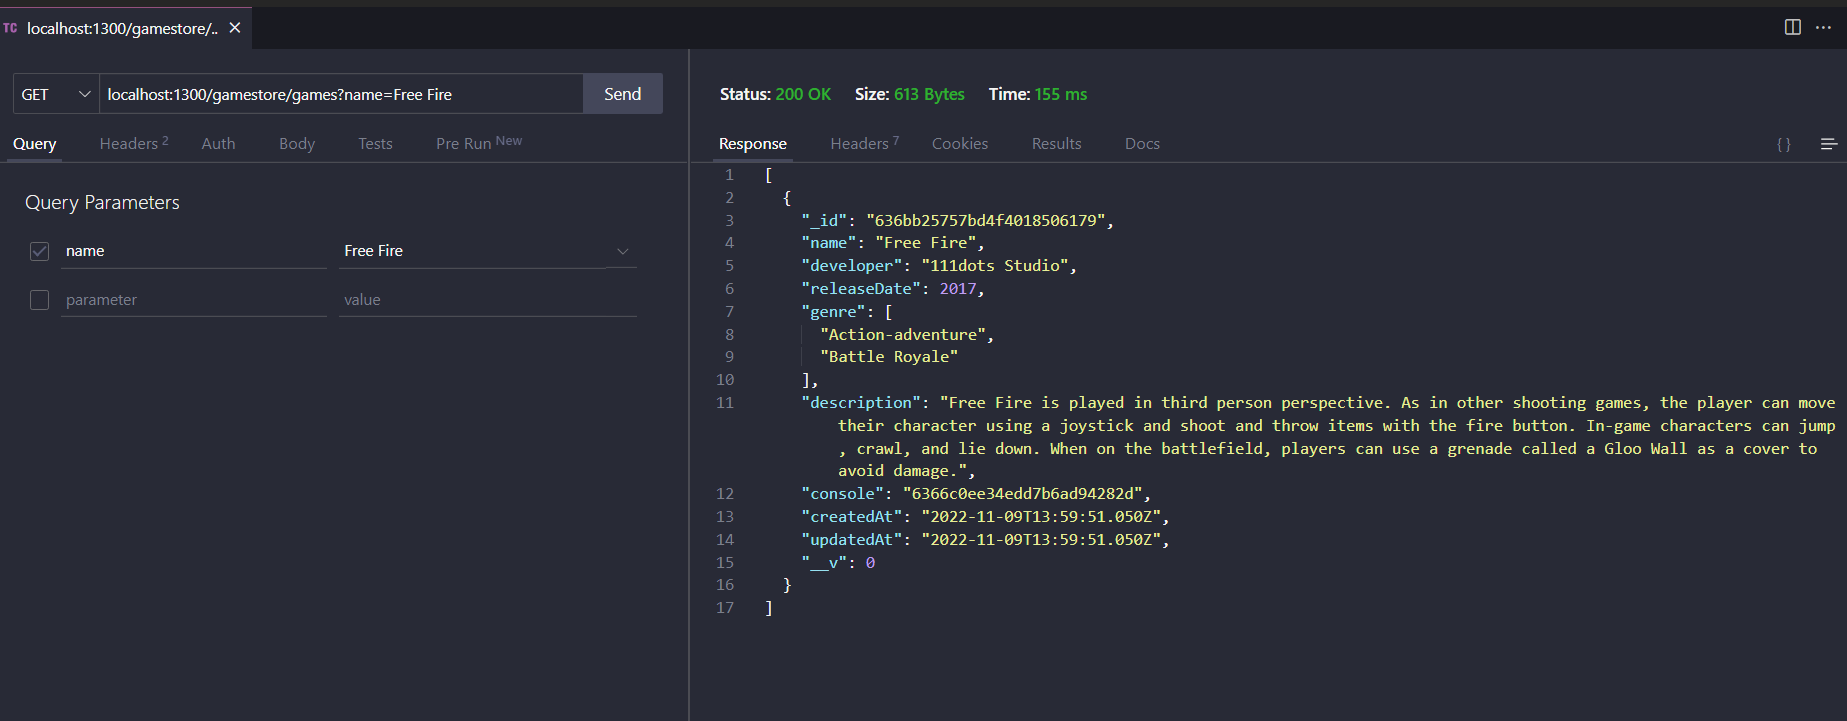 TC localhost:1300/gamestore/..
GET localhost:1300/gamestore/games?name=Free Fire Send
Query Headers 2 Auth Body Tests Pre Run New
Query Parameters
name Free Fire
parameter value
Status: 200 OK Size: 613 Bytes Time: 155 ms
Response Headers 7 Cookies Results Docs { }
1 [
2 {
3 "_id": "636bb25757bd4f4018506179",
4 "name": "Free Fire",
5 "developer": "111dots Studio",
6 "releaseDate": 2017,
7 "genre": [
8 "Action-adventure",
9 "Battle Royale"
10 ],
11 "description": "Free Fire is played in third person perspective. As in other shooting games, the player can move
their character using a joystick and shoot and throw items with the fire button. In-game characters can jump
, crawl, and lie down. When on the battlefield, players can use a grenade called a Gloo Wall as a cover to
avoid damage.",
12 "console": "6366c0ee34edd7b6ad94282d",
13 "createdAt": "2022-11-09T13:59:51.050Z",
14 "updatedAt": "2022-11-09T13:59:51.050Z",
15 "__v": 0
16 }
17 ]